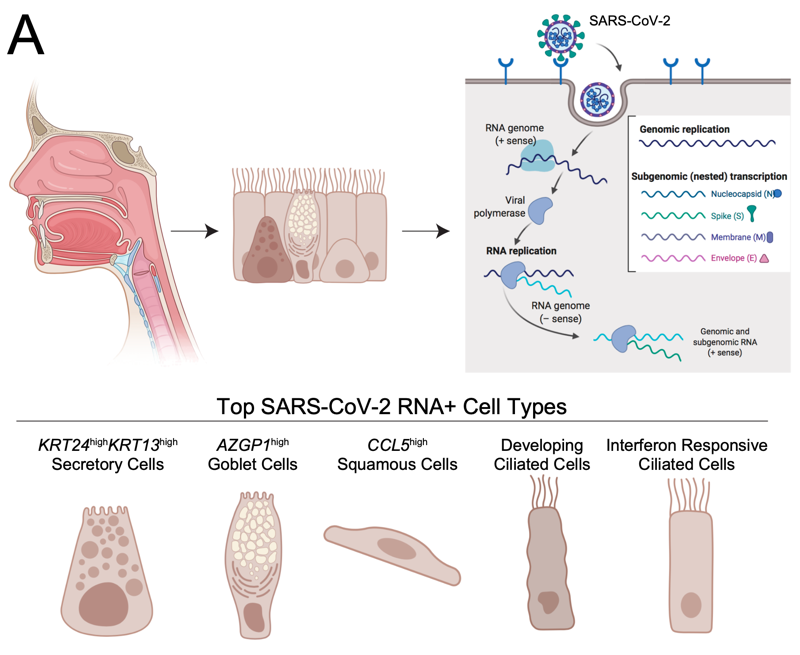 A
SARS-CoV-2
RNA genome
(+ sense)
Viral
polymerase
RNA replication
RNA genome
(– sense)
Genomic and
subgenomic RNA
(+ sense)
Genomic replication
Subgenomic (nested) transcription
Nucleocapsid (N)
Spike (S)
Membrane (M)
Envelope (E)
Top SARS-CoV-2 RNA+ Cell Types
KRT24highKRT13high
Secretory Cells
AZGP1high
Goblet Cells
CCL5high
Squamous Cells
Developing
Ciliated Cells
Interferon Responsive
Ciliated Cells